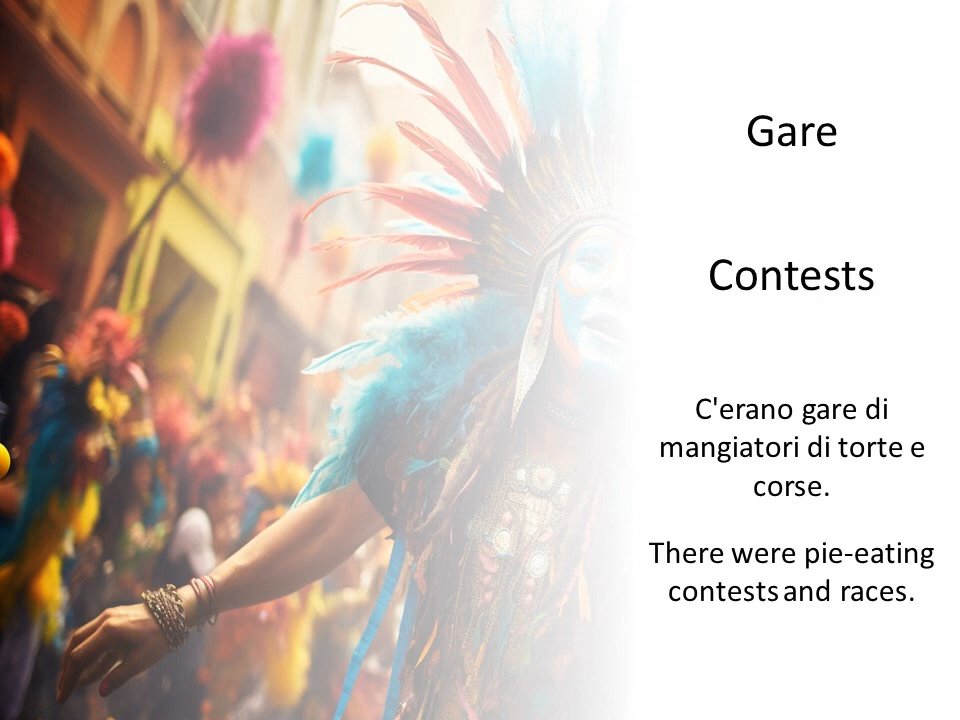 Gare
Contests
C'erano gare di
mangiatori di torte e
corse.
There were pie-eating
contests and races.